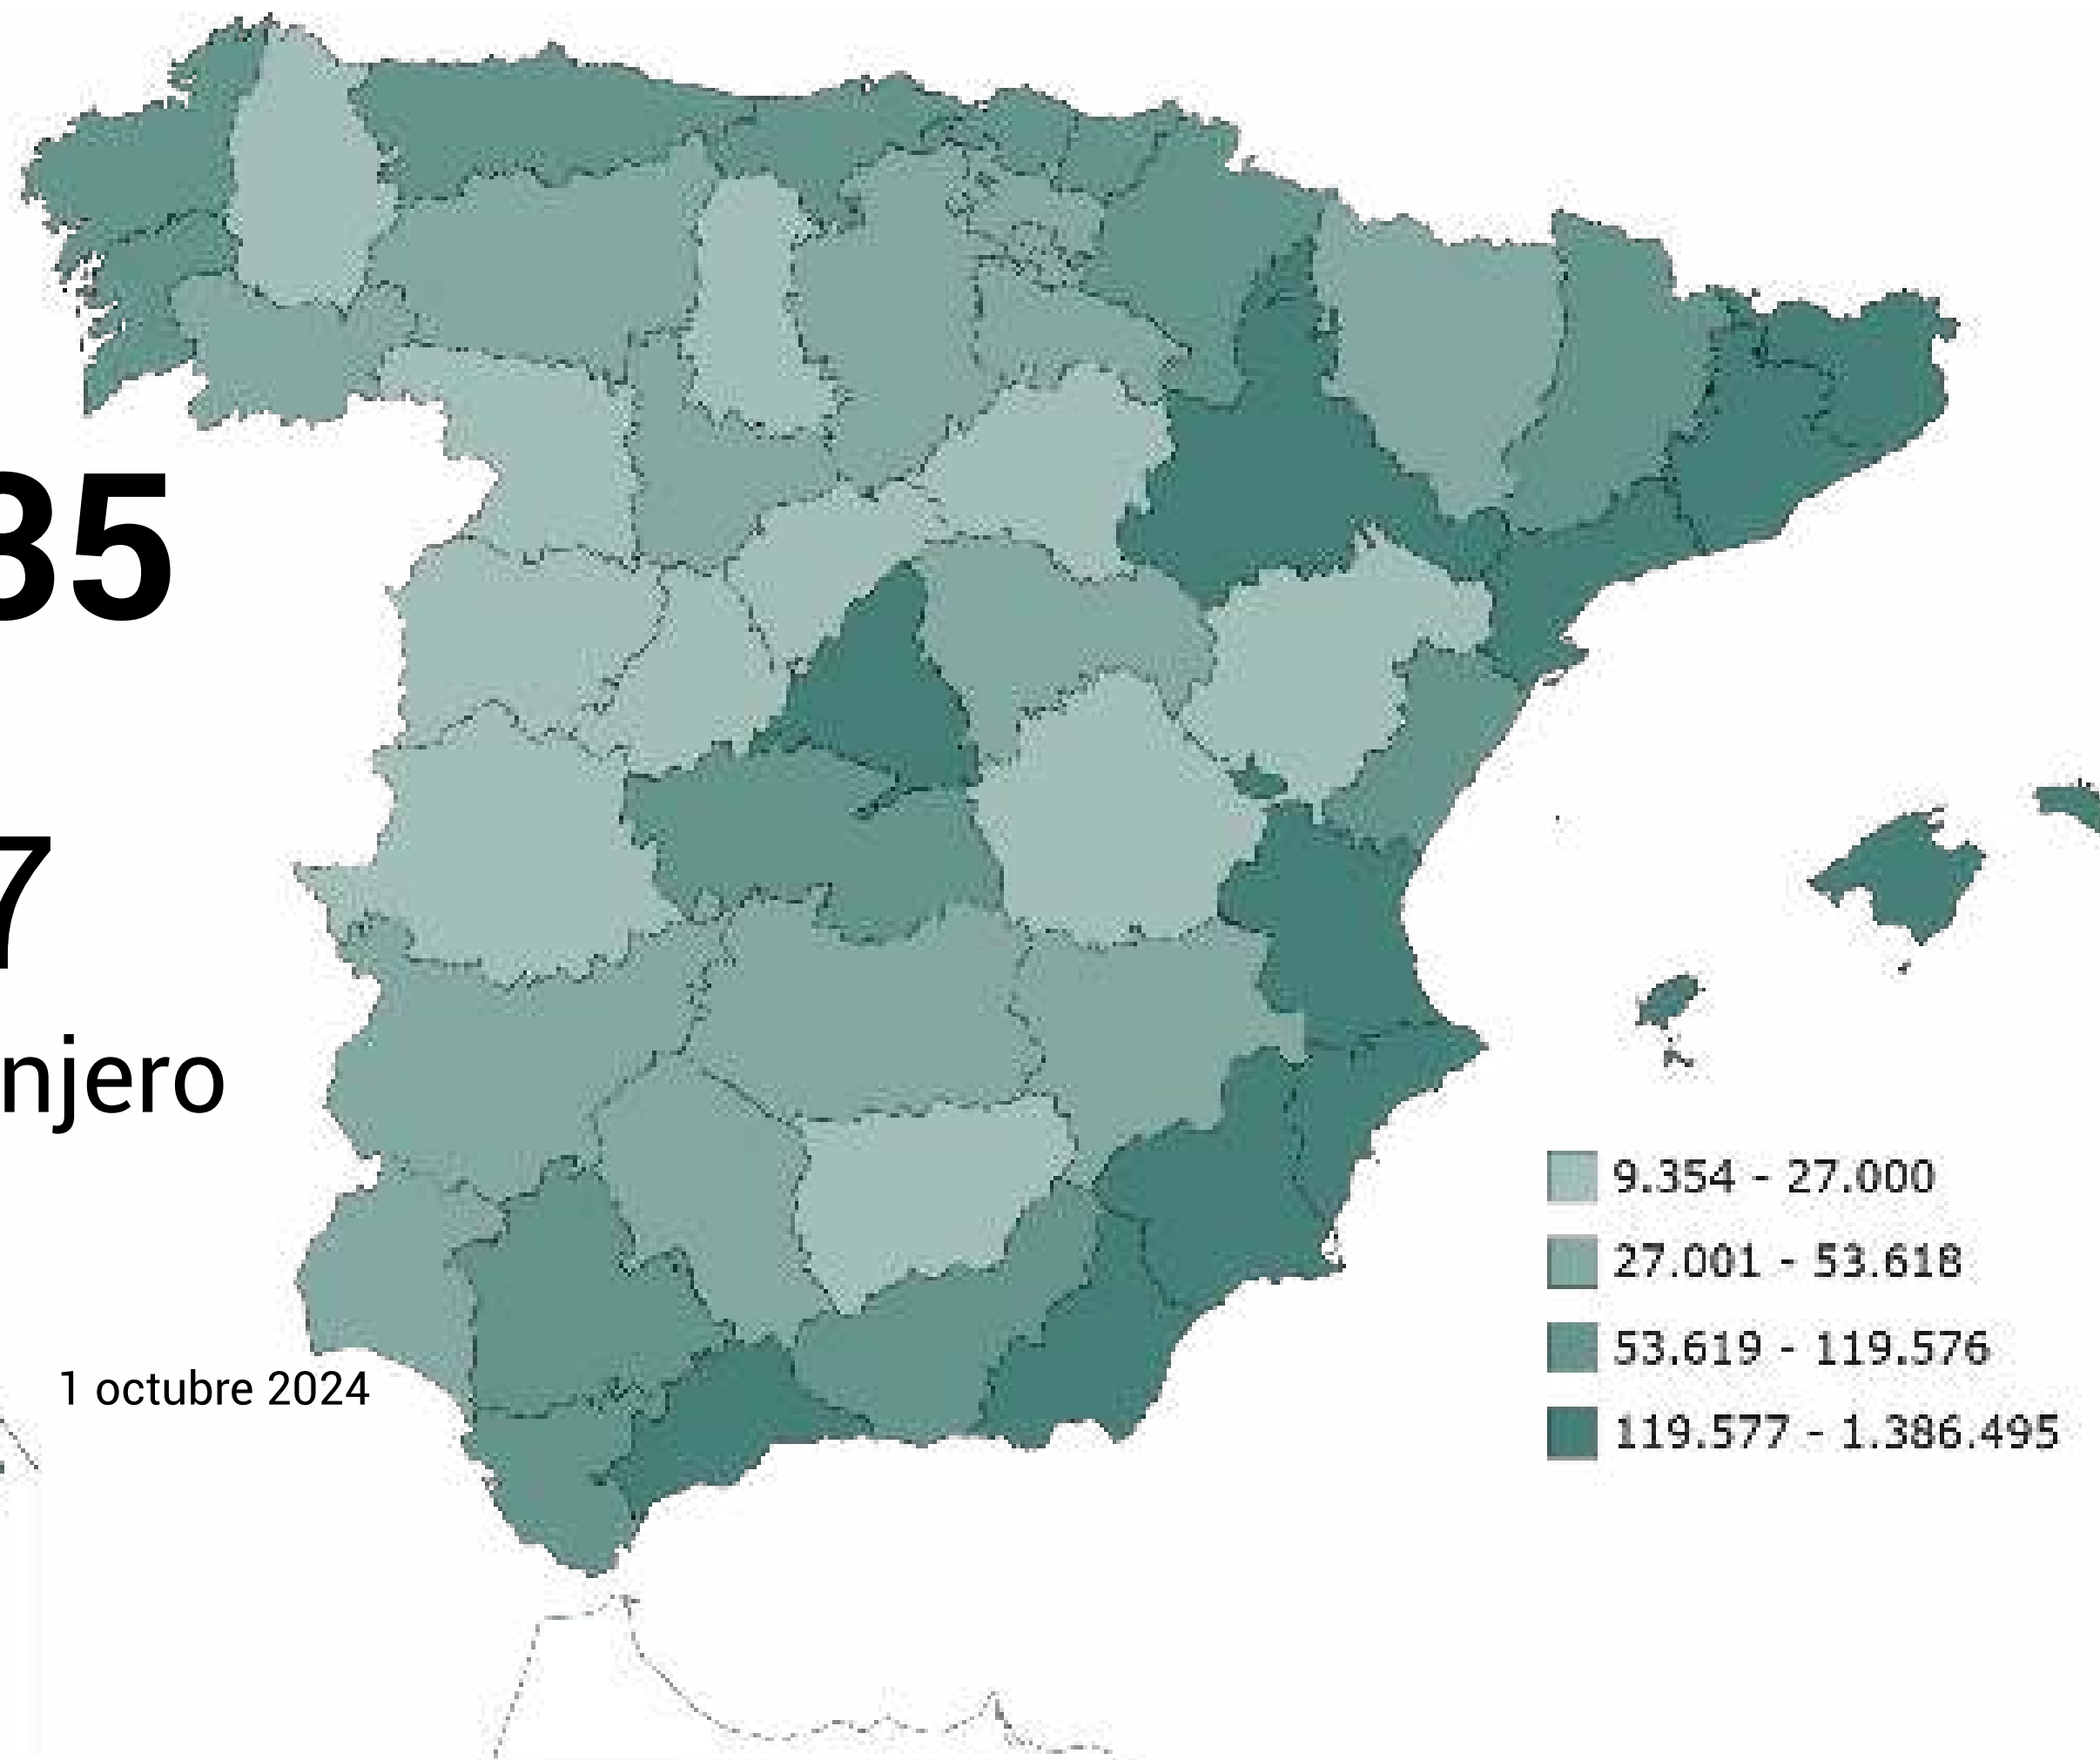 35
7
njero
1 octubre 2024
9.354 - 27.000
27.001 - 53.618
53.619 - 119.576
119.577 - 1.386.495